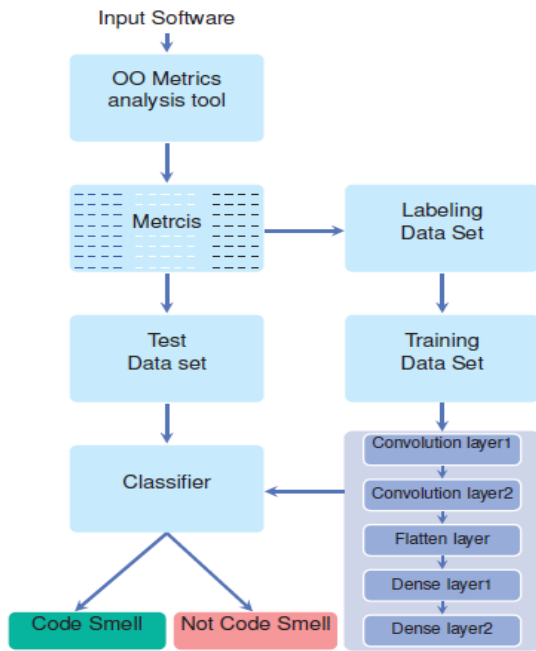 Input Software
OO Metrics
analysis tool
Metrcis
Labeling
Data Set
Test
Data set
Training
Data Set
Classifier
Convolution layer1
Convolution layer2
Flatten layer
Dense layer1
Dense layer2
Code Smell
Not Code Smell